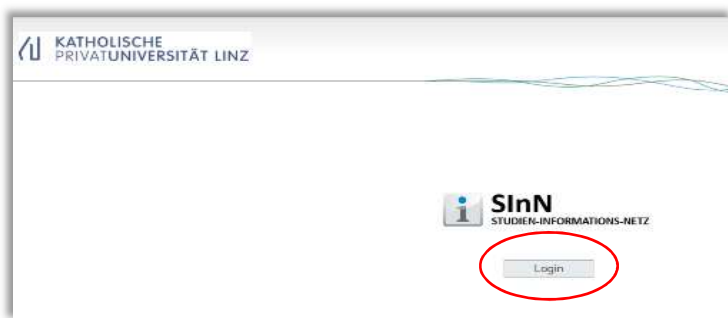 KATHOLISCHE
PRIVATUNIVERSITÄT LINZ
SInN
STUDIEN-INFORMATIONS-NETZ
Login